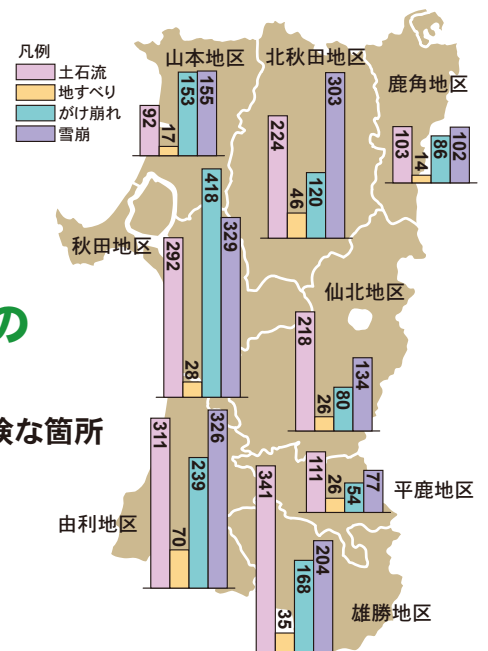 凡例
土石流
地すべり
がけ崩れ
雪崩
山本地区
92
17
153
155
北秋田地区
224
46
120
303
鹿角地区
103
14
86
102
秋田地区
292
28
418
329
の
険な箇所
仙北地区
218
26
80
134
由利地区
311
70
239
326
平鹿地区
111
26
54
77
雄勝地区
341
35
168
204